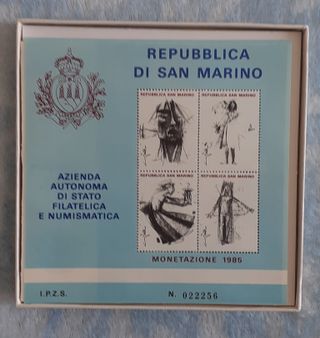 REPUBBLICA
DI SAN MARINO
REPUBBLICA SAN MARINO
REPUBBLICA SAN MARINO
REPUBBLICA SAN MARINO
REPUBBLICA SAN MARINO
AZIENDA
AUTONOMA
DI STATO
FILATELICA
E NUMISMATICA
MONETAZIONE 1985
I.P.Z.S.
N. 022256